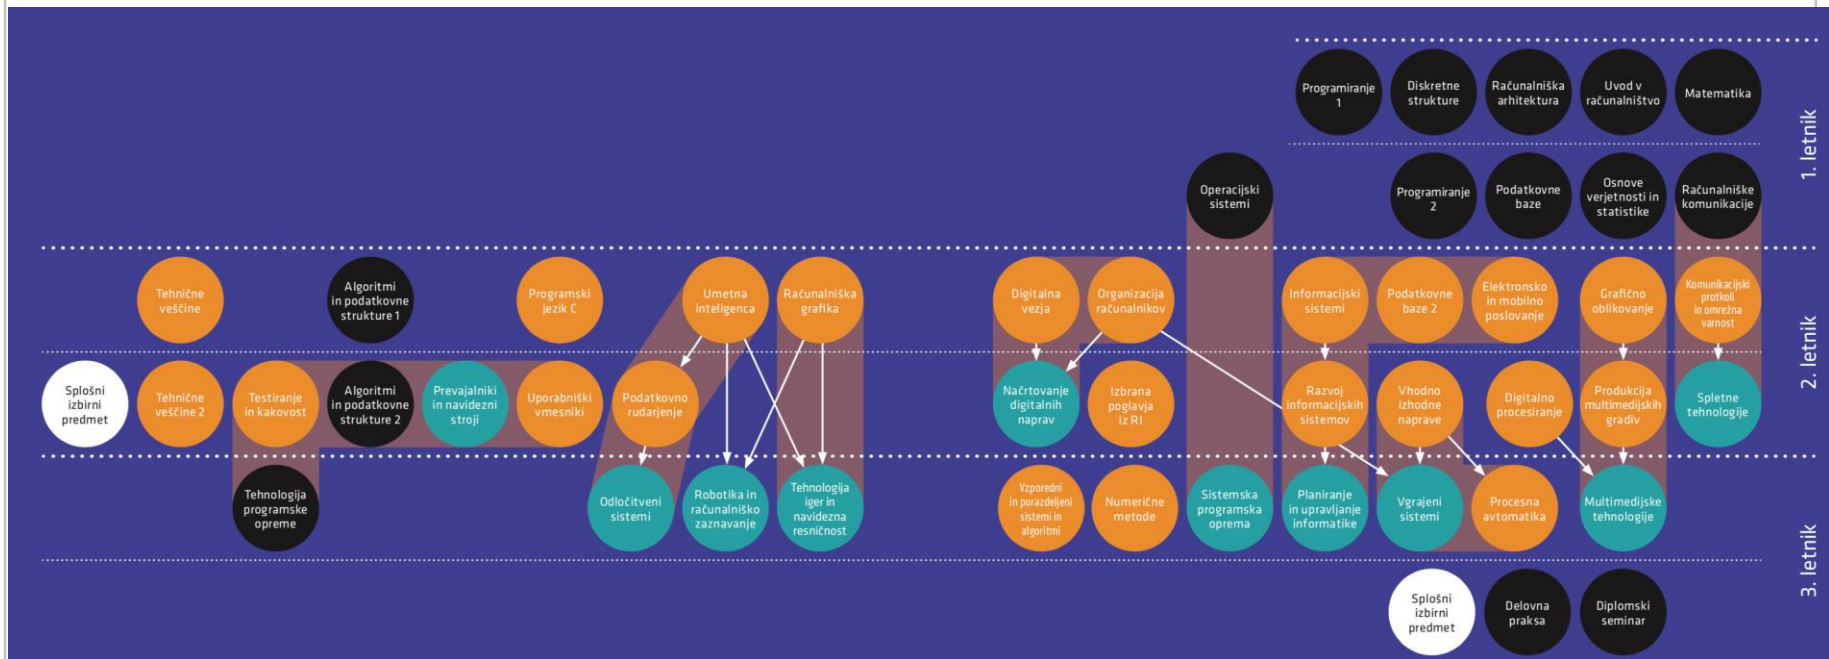 Programiranje
1
Diskretne
strukture
Računalniška
arhitektura
Uvod v
računalništvo
Matematika
1. letnik
Operacijski
sistemi
Programiranje
2
Podatkovne
baze
Osnove
verjetnosti in
statistike
Računalniške
komunikacije
Tehnične
veščine
Algoritmi
in podatkovne
strukture 1
Programski
jezik C
Umetna
inteligenca
Računalniška
grafika
Digitalna
vezja
Organizacija
računalnikov
Informacijski
sistemi
Podatkovne
baze 2
Elektronsko
in mobilno
poslovanje
Grafično
oblikovanje
Komunikacijski
protkoli
in omrežna
varnost
2. letnik
Splošni
izbirni
predmet
Tehnične
veščine 2
Testiranje
in kakovost
Algoritmi
in podatkovne
strukture 2
Prevajalniki
in navidezni
stroji
Uporabniški
vmesniki
Podatkovno
rudarjenje
Načrtovanje
digitalnih
naprav
Izbrana
poglavja
iz RI
Razvoj
informacijskih
sistemov
Vhodno
izhodne
naprave
Digitalno
procesiranje
Produkcija
multimedijskih
gradiv
Spletne
tehnologije
Tehnologija
programske
opreme
Odločitveni
sistemi
Robotika in
računalniško
zaznavanje
Tehnologija
iger in
navidezna
resničnost
Vzporedni
in porazdeljeni
sistemi in
algoritmi
Numerične
metode
Sistemska
programska
oprema
Planiranje
in upravljanje
informatike
Vgrajeni
sistemi
Procesna
avtomatika
Multimedijske
tehnologije
3. letnik
Splošni
izbirni
predmet
Delovna
praksa
Diplomski
seminar